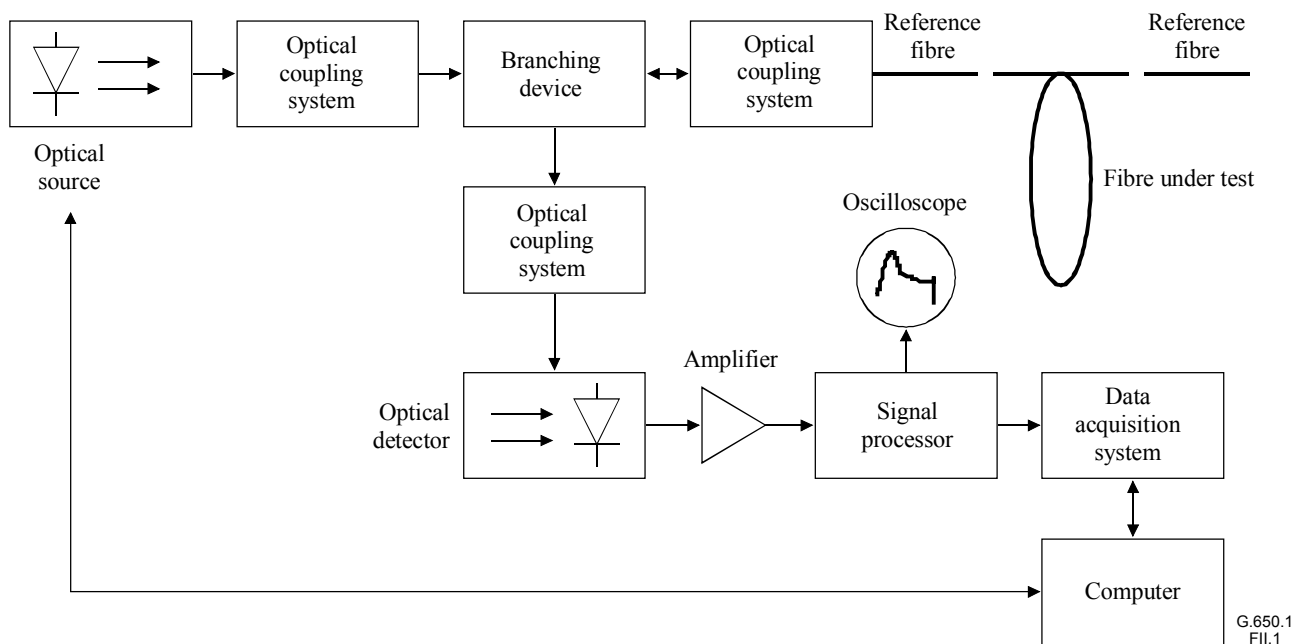 Reference
fibre
Reference
fibre
Optical
coupling
system
Branching
device
Optical
coupling
system
Optical
source
Fibre under test
Optical
coupling
system
Oscilloscope
Amplifier
Optical
detector
Signal
processor
Data
acquisition
system
Computer
G.650.1
FII.1